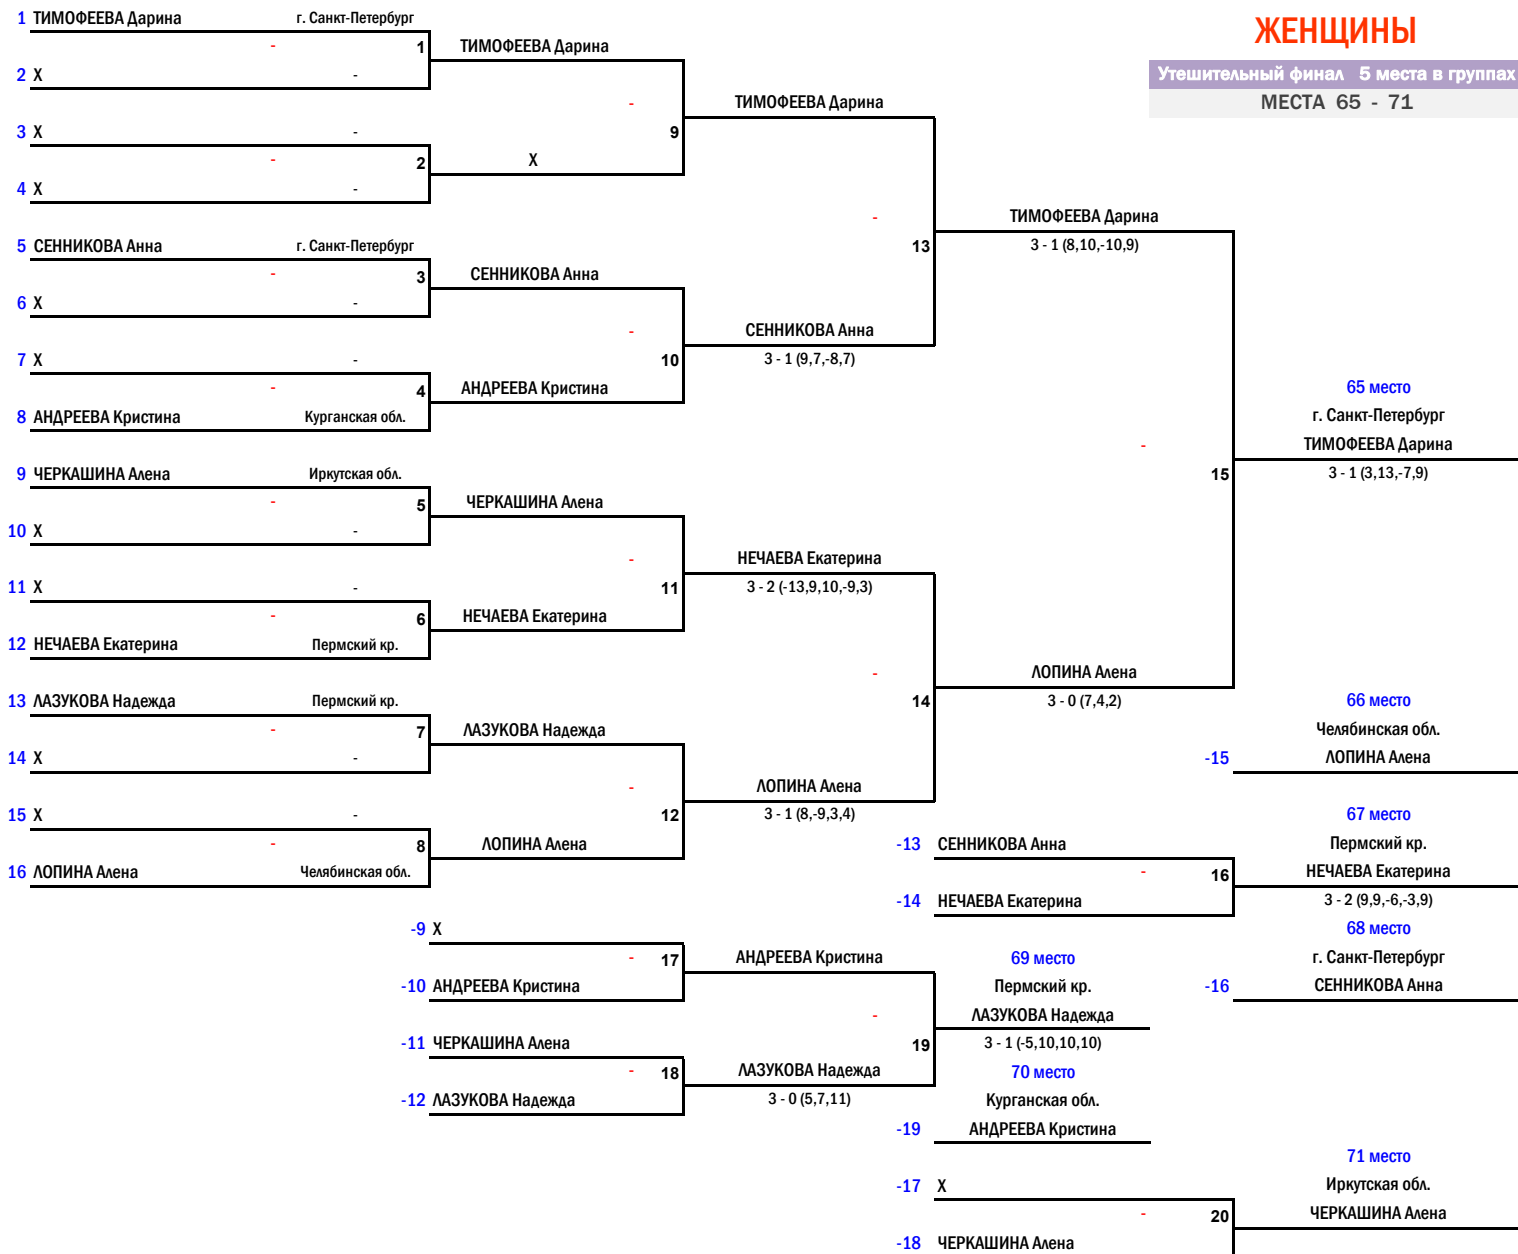 ЖЕНЩИНЫ
Утешительный финал 5 места в группах
МЕСТА 65 - 71
1 ТИМОФЕЕВА Дарина г. Санкт-Петербург
- 1 ТИМОФЕЕВА Дарина
2 X -
- ТИМОФЕЕВА Дарина
3 X - 9
- 2 X
4 X -
- ТИМОФЕЕВА Дарина
5 СЕННИКОВА Анна г. Санкт-Петербург 13 3 - 1 (8,10,-10,9)
- 3 СЕННИКОВА Анна
6 X -
- СЕННИКОВА Анна
7 X - 10 3 - 1 (9,7,-8,7)
- 4 АНДРЕЕВА Кристина 65 место
8 АНДРЕЕВА Кристина Курганская обл. г. Санкт-Петербург
- ТИМОФЕЕВА Дарина
9 ЧЕРКАШИНА Алена Иркутская обл. 15 3 - 1 (3,13,-7,9)
- 5 ЧЕРКАШИНА Алена
10 X -
- НЕЧАЕВА Екатерина
11 X - 11 3 - 2 (-13,9,10,-9,3)
- 6 НЕЧАЕВА Екатерина
12 НЕЧАЕВА Екатерина Пермский кр.
- ЛОПИНА Алена
13 ЛАЗУКОВА Надежда Пермский кр. 14 3 - 0 (7,4,2) 66 место
- 7 ЛАЗУКОВА Надежда Челябинская обл.
14 X - -15 ЛОПИНА Алена
- ЛОПИНА Алена
15 X - 12 3 - 1 (8,-9,3,4) 67 место
- 8 ЛОПИНА Алена -13 СЕННИКОВА Анна Пермский кр.
16 ЛОПИНА Алена Челябинская обл. - 16 НЕЧАЕВА Екатерина
-14 НЕЧАЕВА Екатерина 3 - 2 (9,9,-6,-3,9)
-9 X 68 место
- 17 АНДРЕЕВА Кристина 69 место г. Санкт-Петербург
-10 АНДРЕЕВА Кристина Пермский кр. -16 СЕННИКОВА Анна
- ЛАЗУКОВА Надежда
-11 ЧЕРКАШИНА Алена 19 3 - 1 (-5,10,10,10)
- 18 ЛАЗУКОВА Надежда 70 место
-12 ЛАЗУКОВА Надежда 3 - 0 (5,7,11) Курганская обл.
-19 АНДРЕЕВА Кристина
71 место
-17 X Иркутская обл.
- 20 ЧЕРКАШИНА Алена
-18 ЧЕРКАШИНА Алена